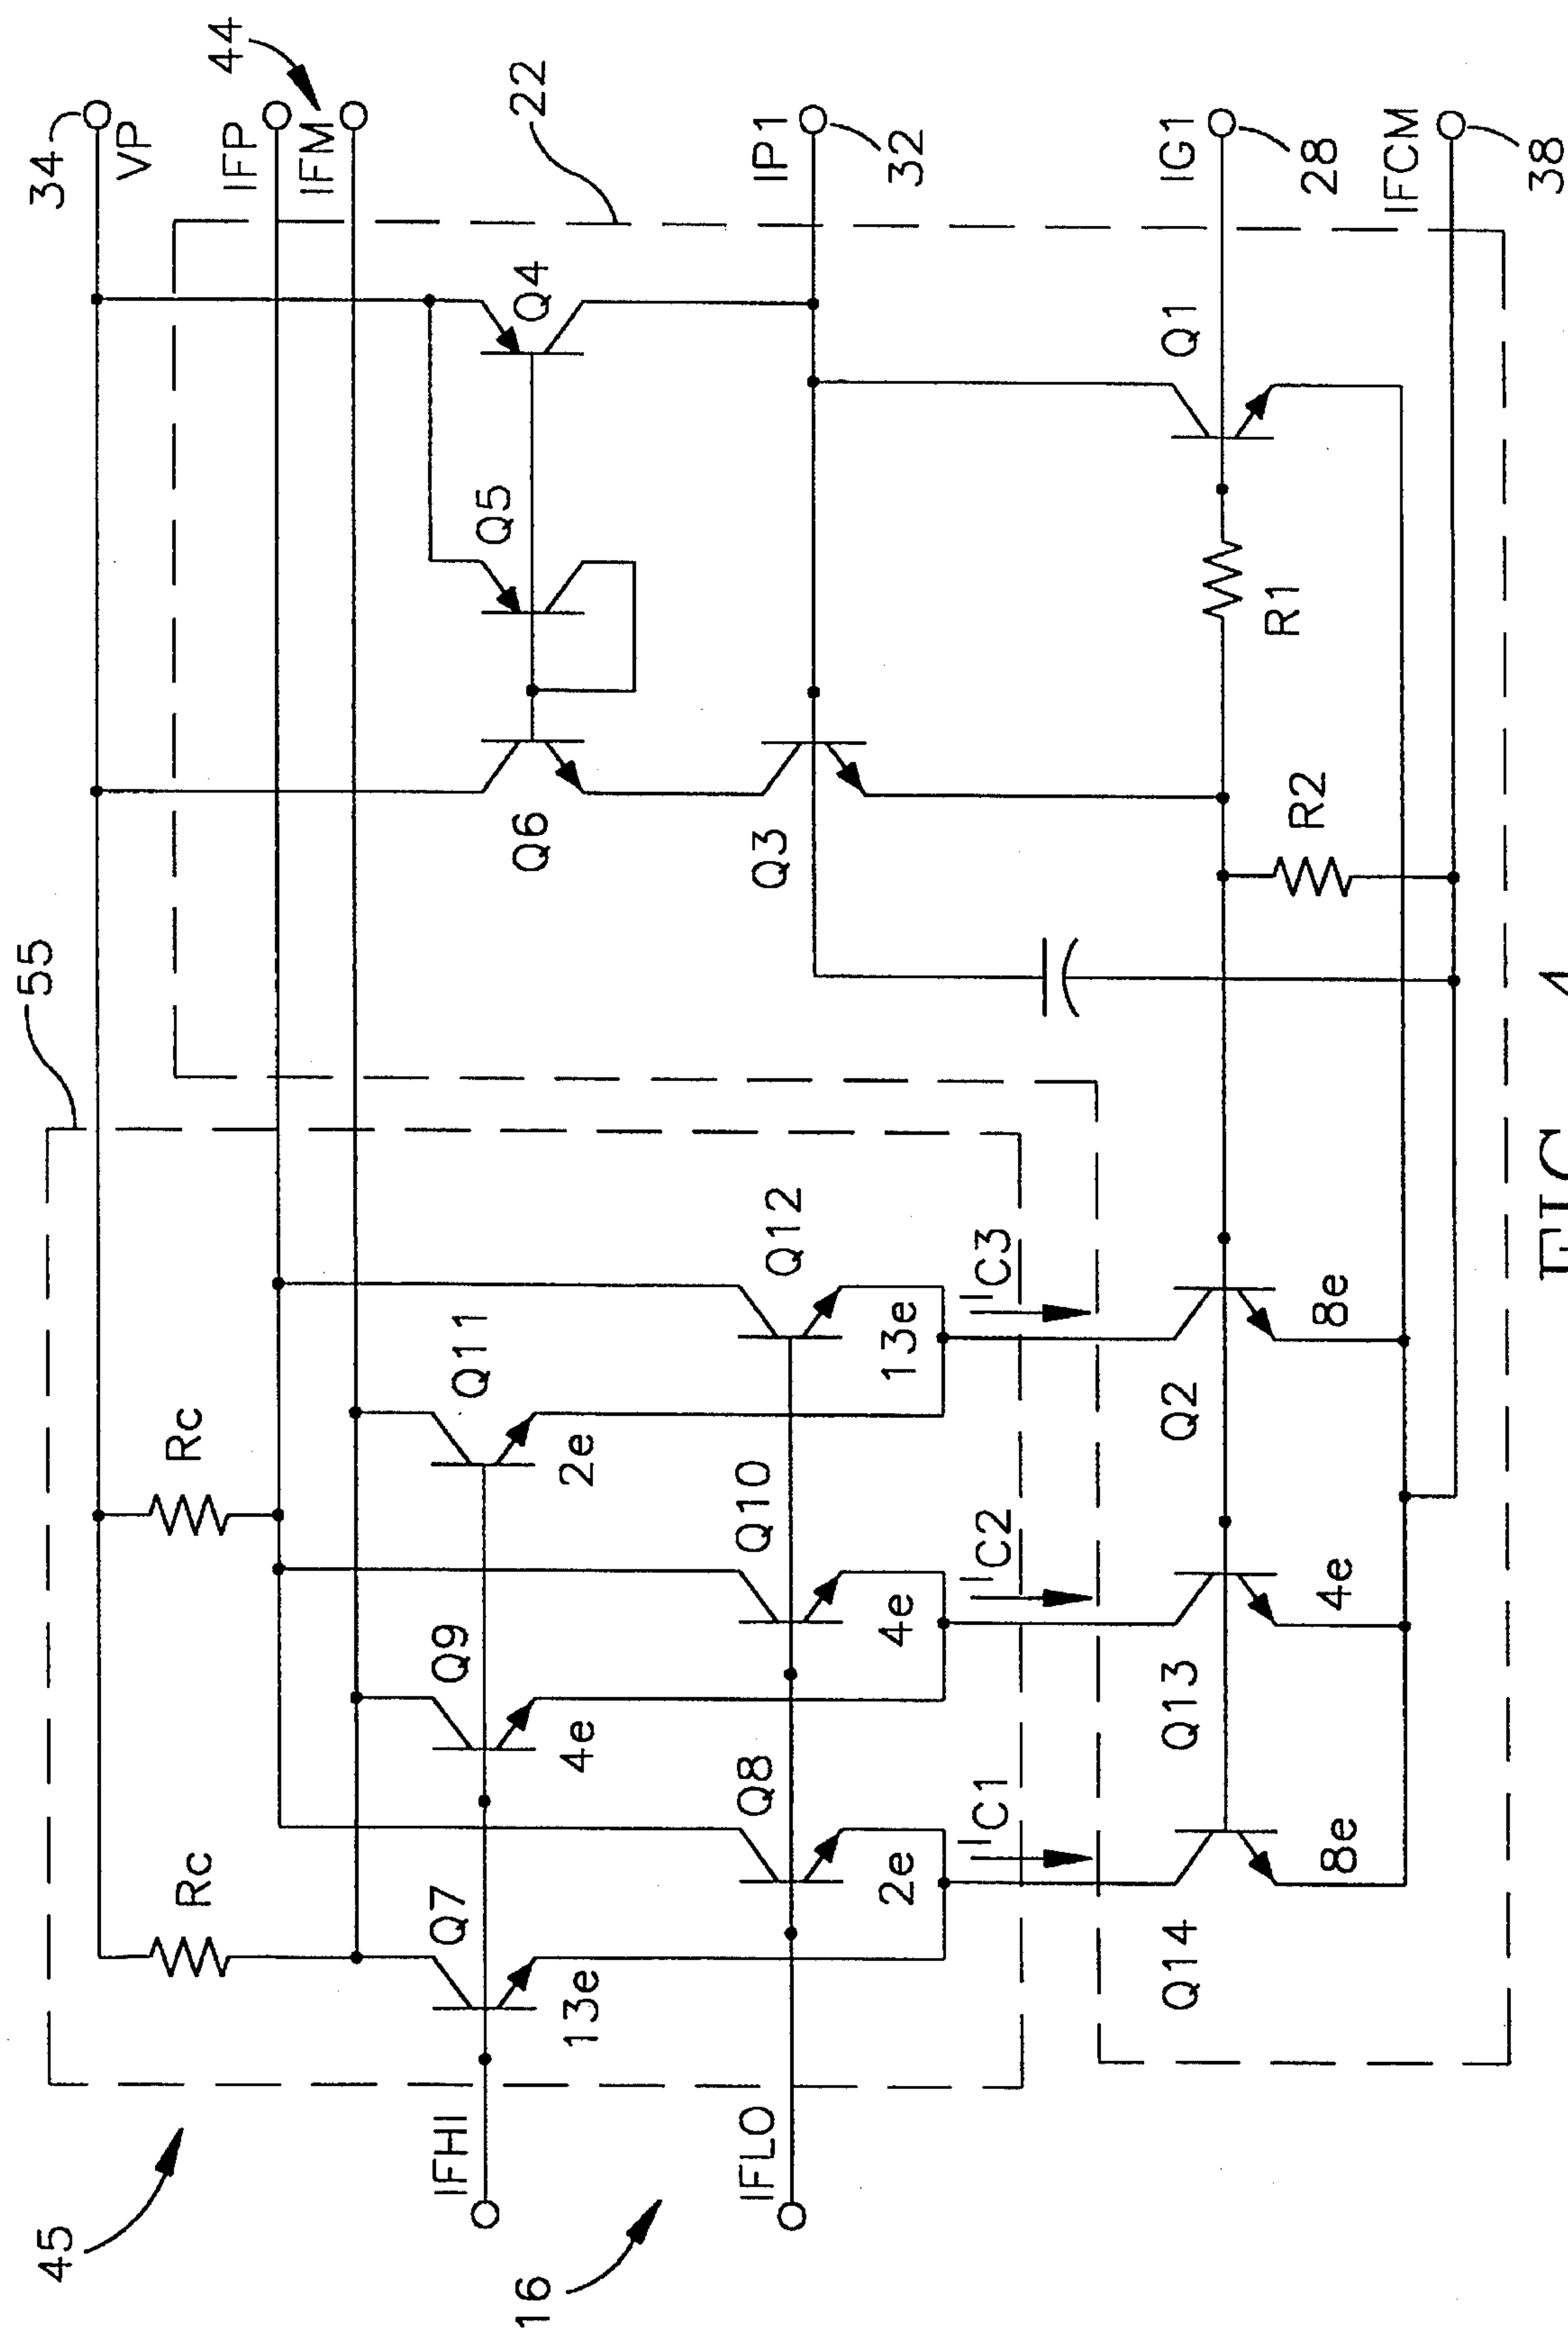 55
34
VP
44
IFP
IFM
22
Rc
Rc
Q7
13e
Q9
4e
Q11
2e
Q8
2e
Q10
4e
Q12
13e
Q6
Q5
Q4
Q3
IP1
32
IC1
IC2
IC3
Q14
8e
Q13
4e
Q2
8e
R2
R1
Q1
IG1
28
IFCM
38
45
IFHI
16
IFLO